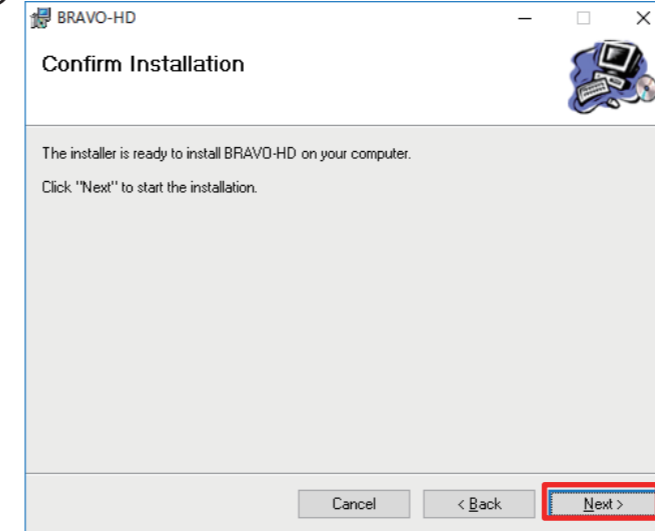 BRAVO-HD
Confirm Installation
The installer is ready to install BRAVO-HD on your computer.
Click "Next" to start the installation.
Cancel
< Back
Next >